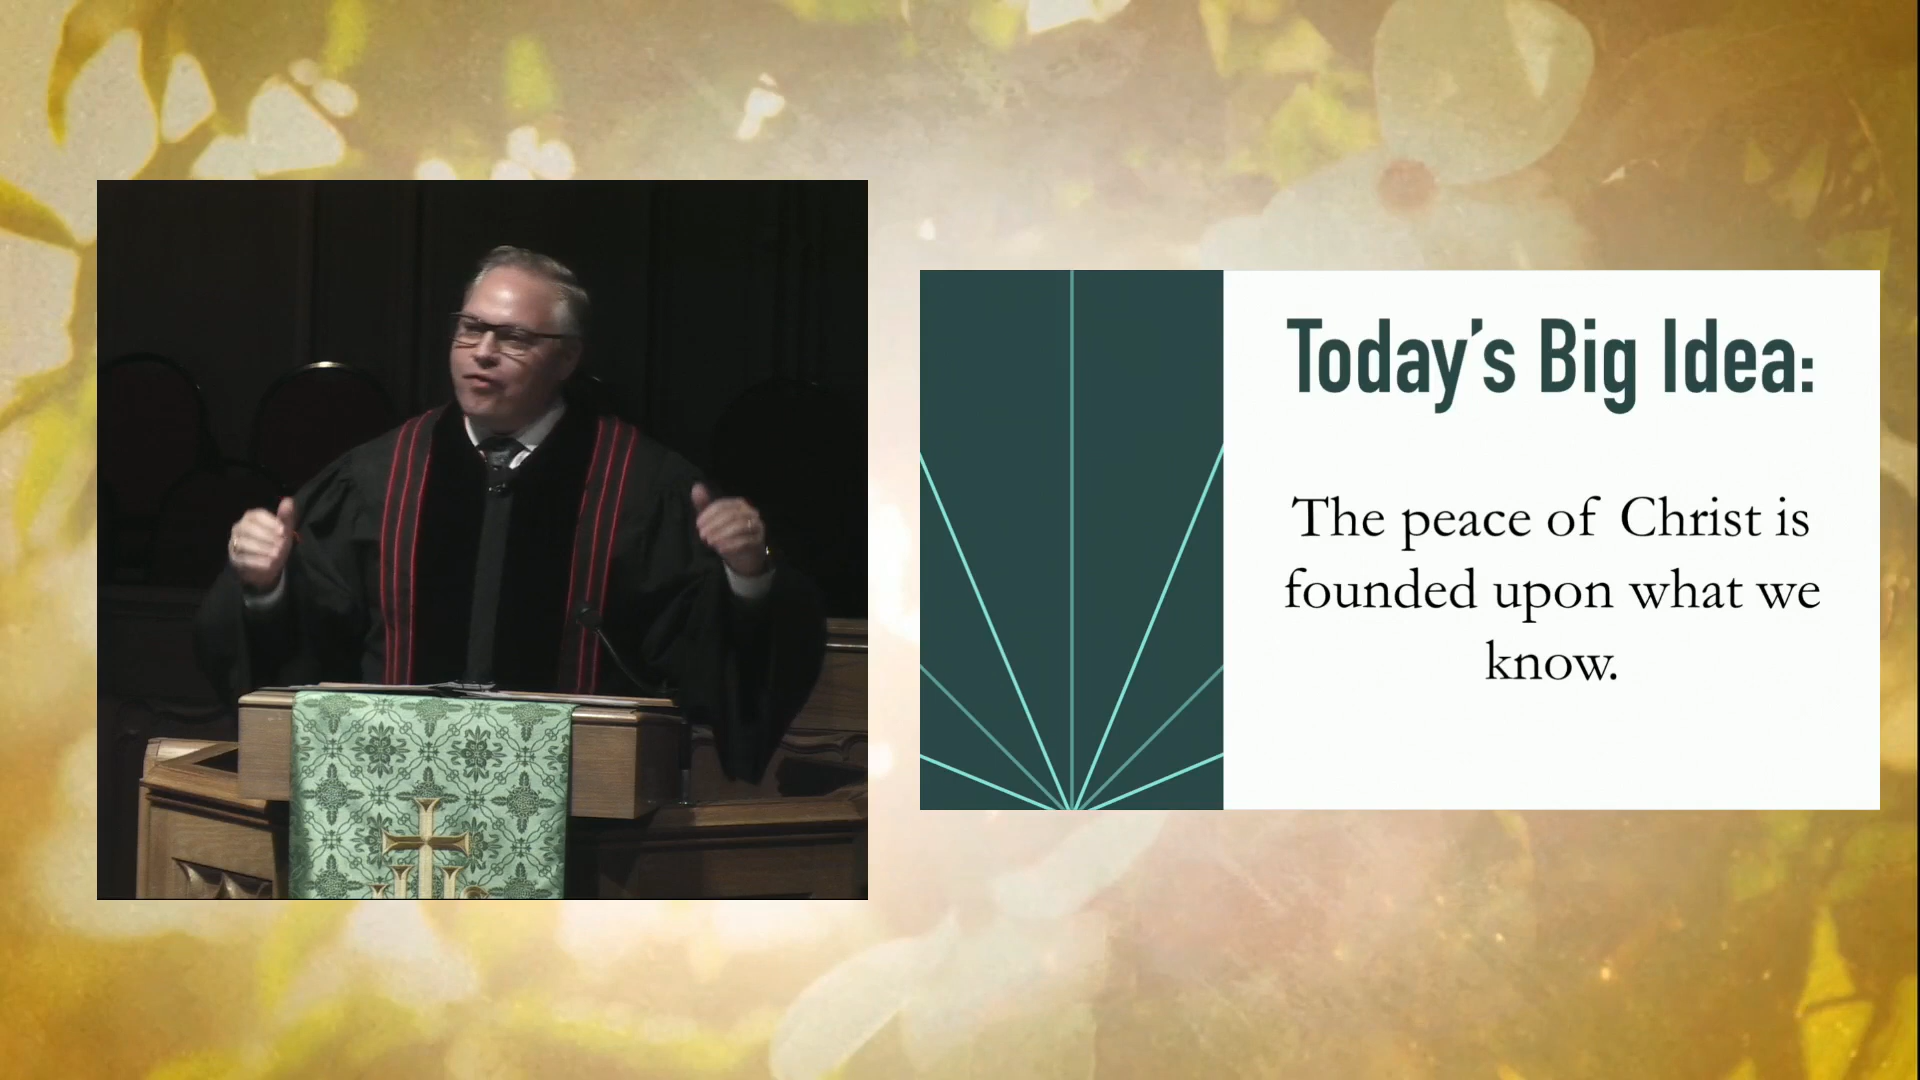 Today's Big Idea:
The peace of Christ is
founded upon what we
know.